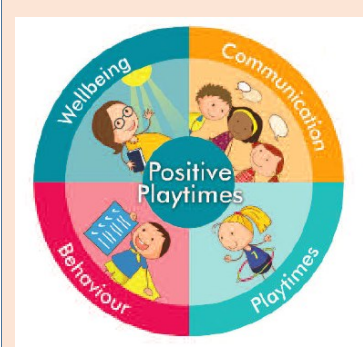 Wellbeing
Communication
Positive
Playtimes
Behaviour
Playtimes